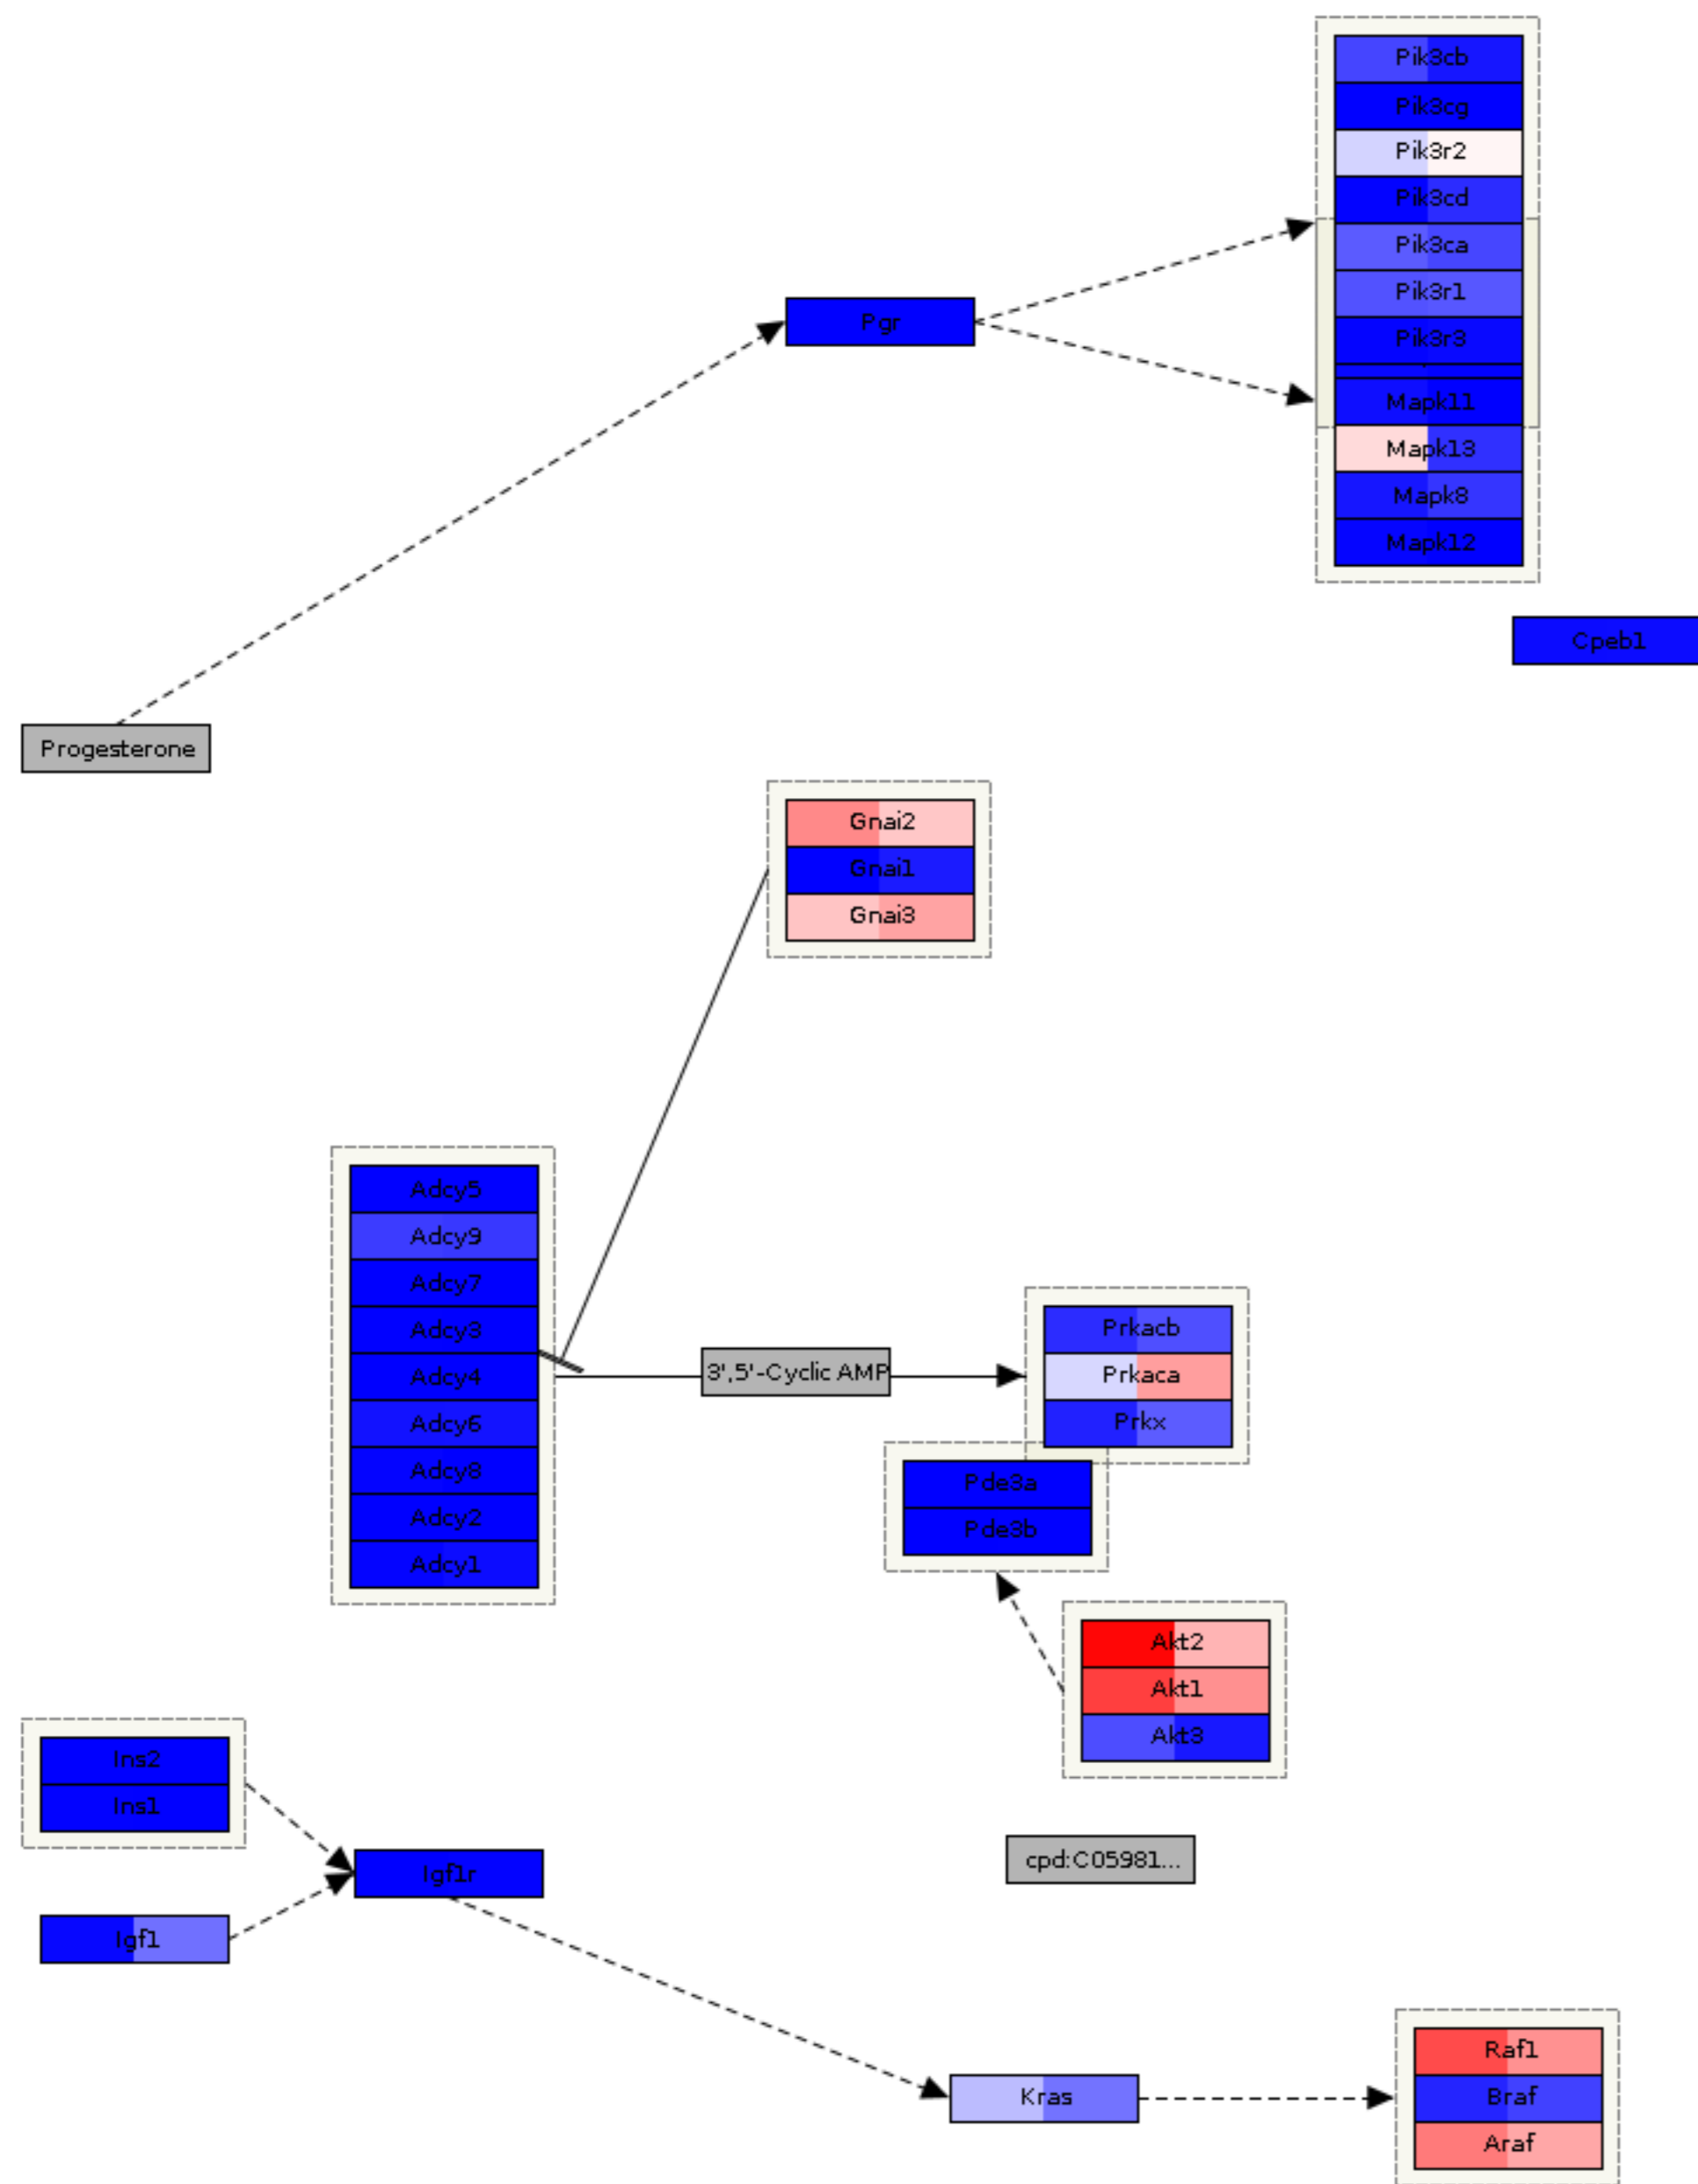 Pik3cb
Pik3cg
Pik3r2
Pik3cd
Pik3ca
Pik3r1
Pik3r3
Pgr
Mapk11
Mapk13
Mapk8
Mapk12
Cpeb1
Progesterone
Gnai2
Gnai1
Gnai3
Adcy5
Adcy9
Adcy7
Adcy3
Adcy4
Adcy6
Adcy8
Adcy2
Adcy1
3',5'-Cyclic AMP
Prkacb
Prkaca
Prkx
Pde3a
Pde3b
Akt2
Akt1
Akt3
Ins2
Ins1
Igf1r
Igf1
cpd:C05981...
Kras
Raf1
Braf
Araf